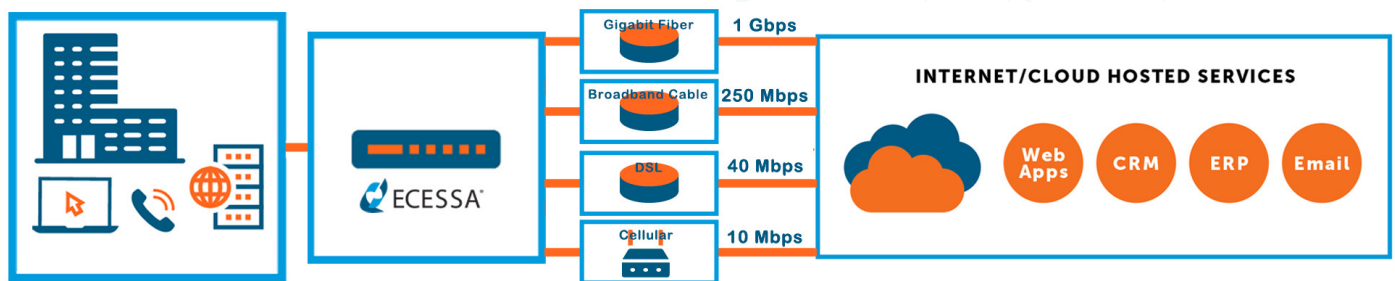 Gigabit Fiber
1 Gbps
Broadband Cable
250 Mbps
DSL
40 Mbps
Cellular
10 Mbps
ECESSA®
INTERNET/CLOUD HOSTED SERVICES
Web
Apps
CRM
ERP
Email